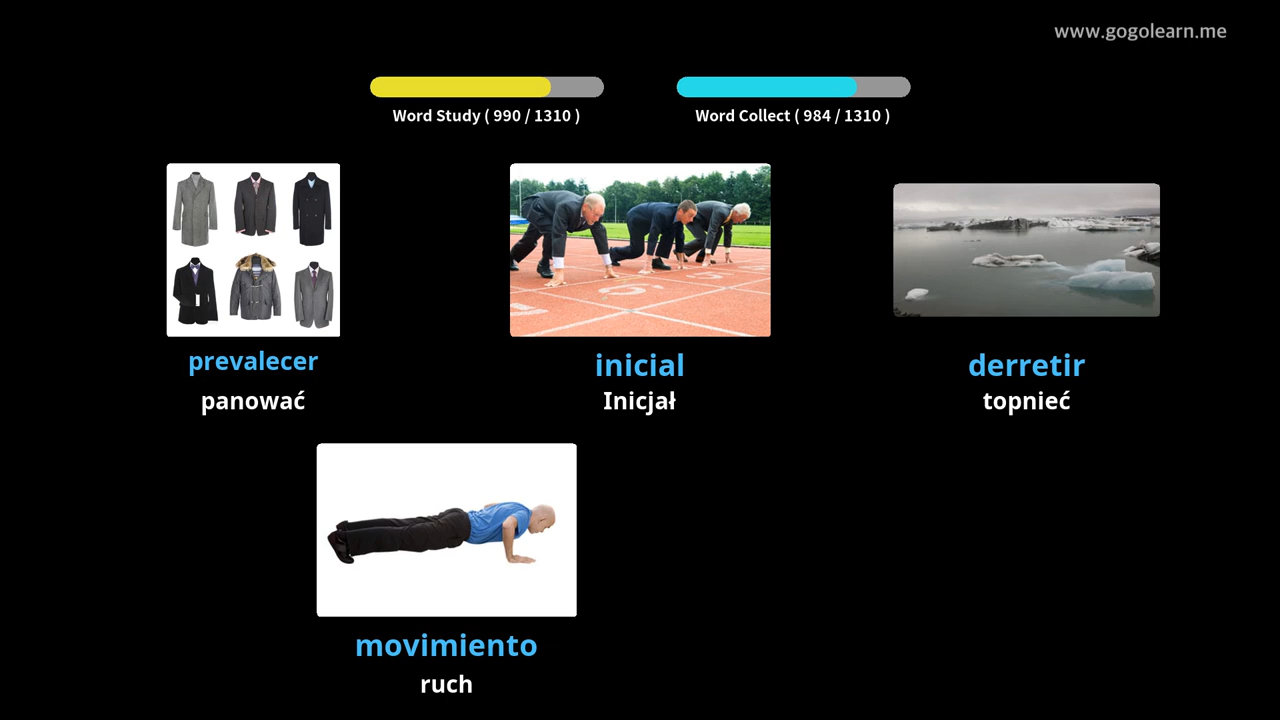 www.gogolearn.me
Word Study ( 990 / 1310 )
Word Collect ( 984 / 1310 )
prevalecer
panować
inicial
Inicjał
derretir
topnieć
movimiento
ruch